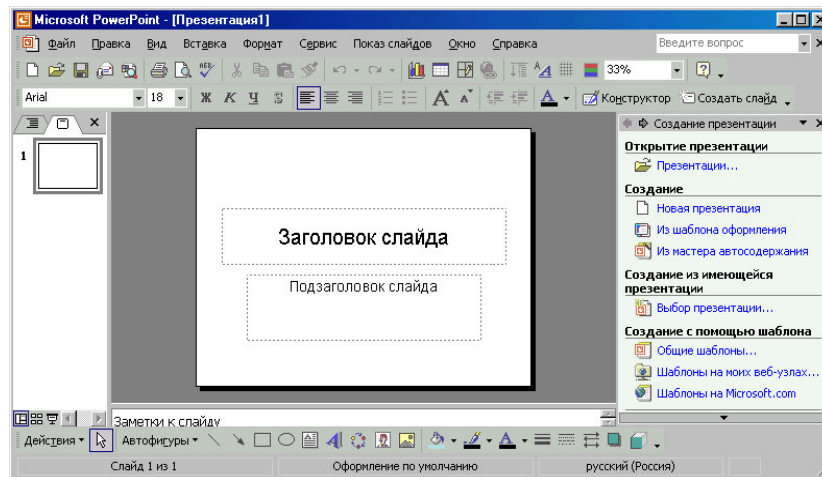 Microsoft PowerPoint - [Презентация1]
Файл Правка Вид Вставка Формат Сервис Показ слайдов Окно Справка Введите вопрос
33%
Arial 18 Ж К Ч S Конструктор Создать слайд
Создание презентации
1
Открытие презентации
Презентации...
Создание
Новая презентация
Из шаблона оформления
Из мастера автосодержания
Создание из имеющейся
презентации
Выбор презентации...
Создание с помощью шаблона
Общие шаблоны...
Шаблоны на моих веб-узлах...
Шаблоны на Microsoft.com
Заголовок слайда
Подзаголовок слайда
Заметки к слайду
Действия Автофигуры
Слайд 1 из 1 Оформление по умолчанию русский (Россия)